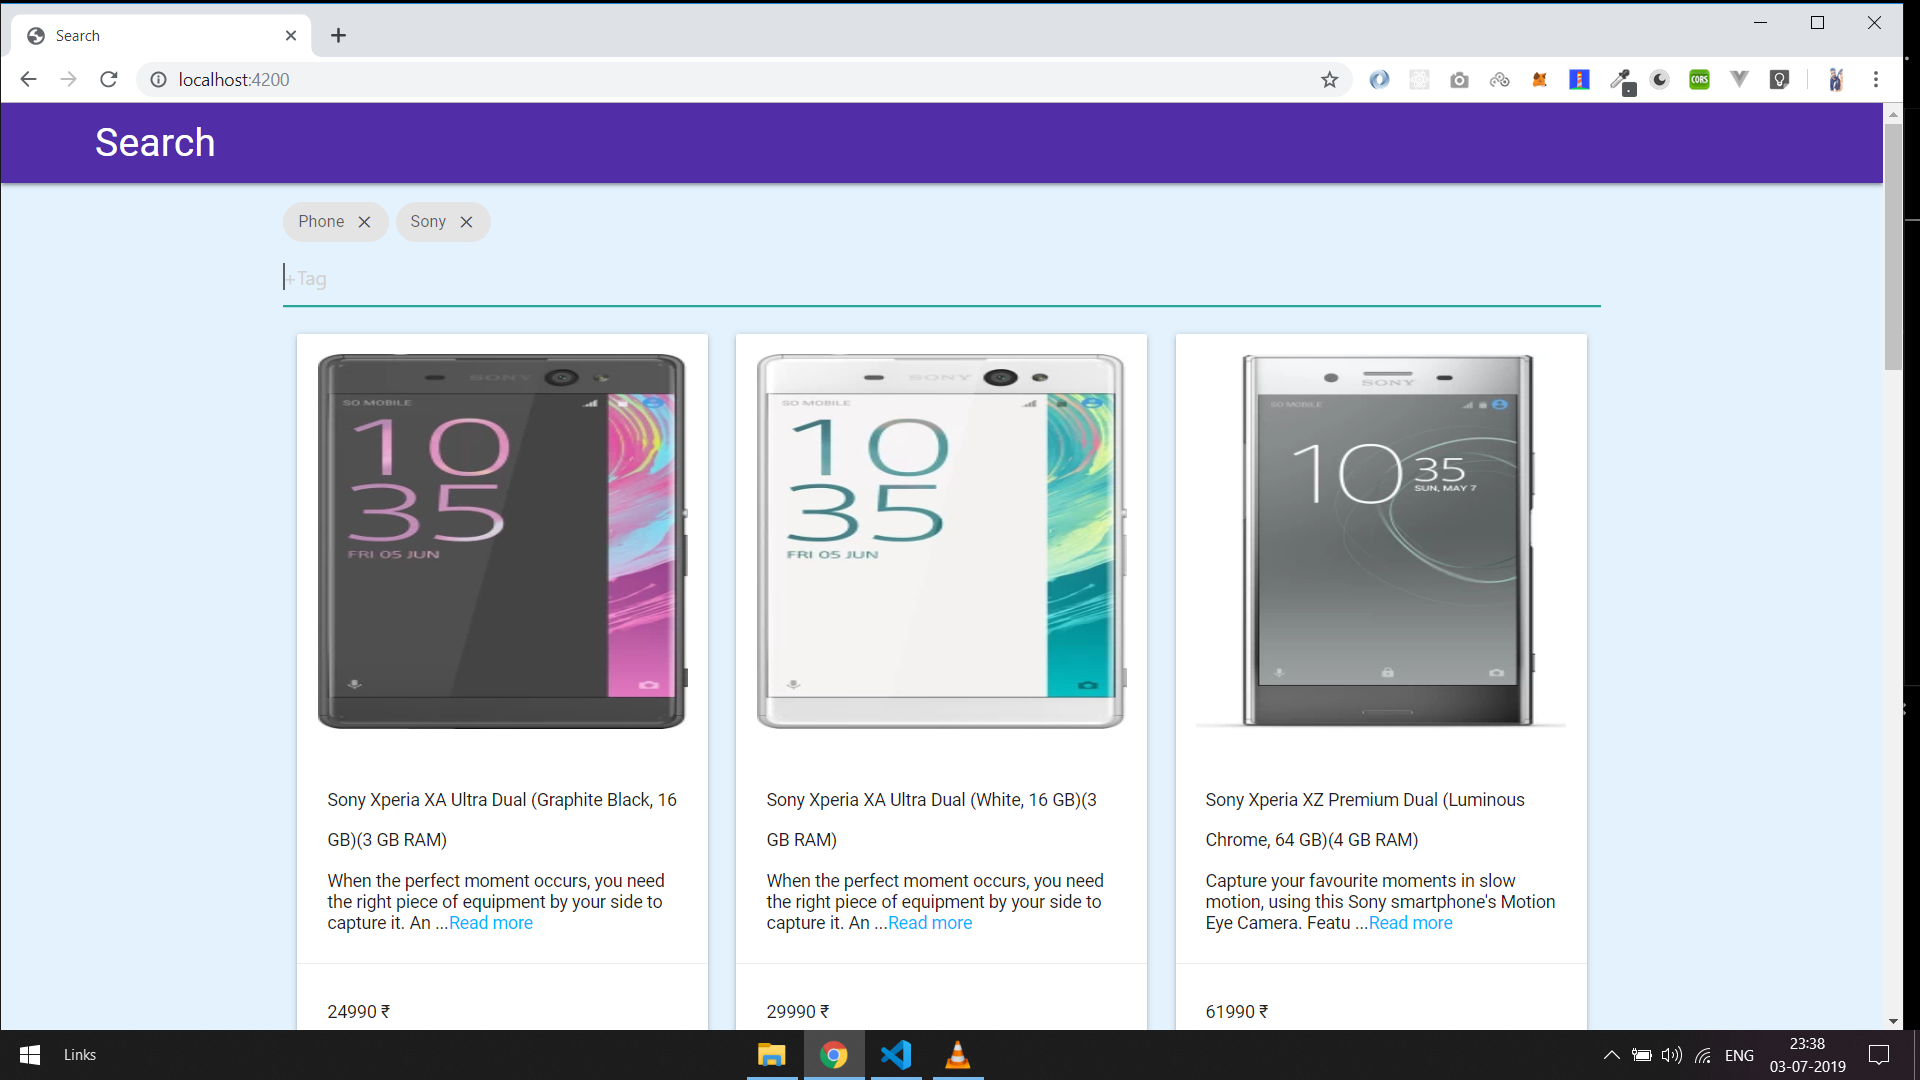 Search
localhost:4200
CORS
Search
Phone
Sony
+Tag
SONY
SO MOBILE
10
35
FRI 05 JUN
SONY
SO MOBILE
10
35
FRI 05 JUN
SONY
SO MOBILE
10 35
SUN, MAY 7
Sony Xperia XA Ultra Dual (Graphite Black, 16
GB)(3 GB RAM)
When the perfect moment occurs, you need
the right piece of equipment by your side to
capture it. An ...Read more
24990 ₹
Sony Xperia XA Ultra Dual (White, 16 GB)(3
GB RAM)
When the perfect moment occurs, you need
the right piece of equipment by your side to
capture it. An ...Read more
29990 ₹
Sony Xperia XZ Premium Dual (Luminous
Chrome, 64 GB)(4 GB RAM)
Capture your favourite moments in slow
motion, using this Sony smartphone's Motion
Eye Camera. Featu ...Read more
61990 ₹
Links
ENG
23:38
03-07-2019